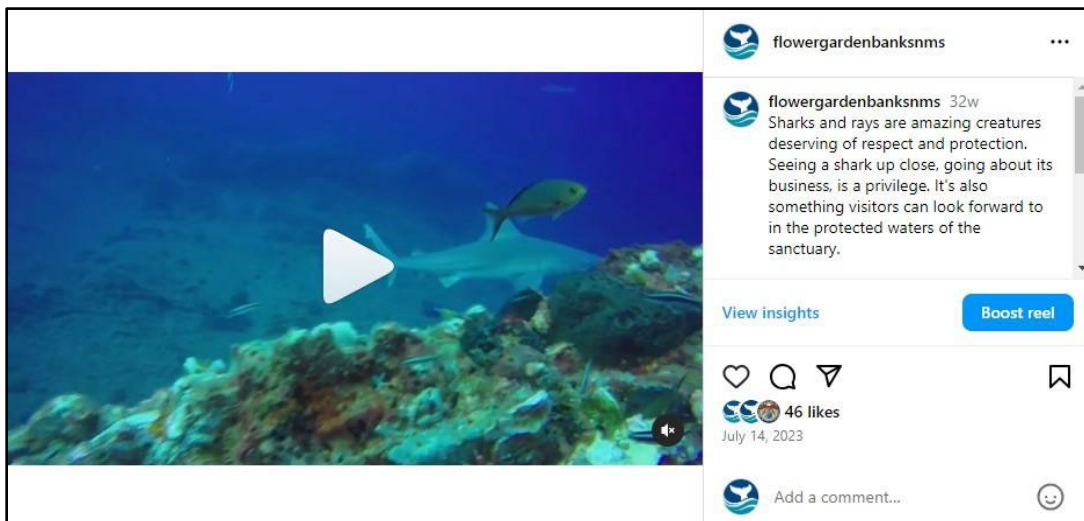 flowergardenbanksnms
flowergardenbanksnms 32w
Sharks and rays are amazing creatures
deserving of respect and protection.
Seeing a shark up close, going about its
business, is a privilege. It's also
something visitors can look forward to
in the protected waters of the
sanctuary.
View insights
Boost reel
46 likes
July 14, 2023
Add a comment...